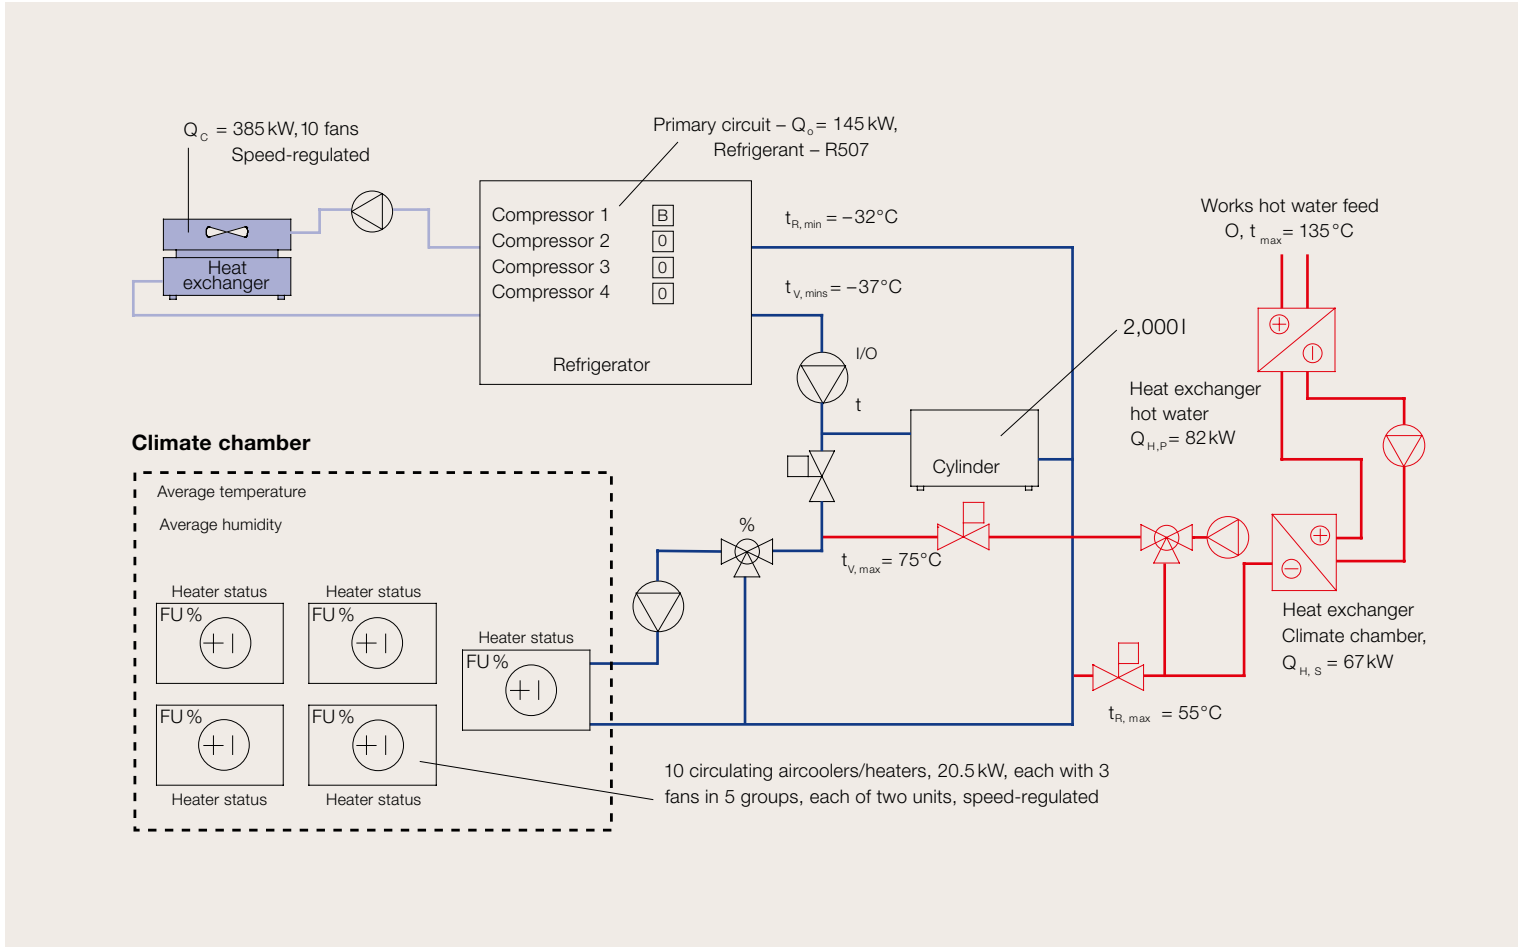 Q C = 385 kW, 10 fans
Speed-regulated
Primary circuit – Qo = 145 kW,
Refrigerant – R507
Compressor 1 B
Compressor 2 0
Compressor 3 0
Compressor 4 0
Refrigerator
Heat
exchanger
tR, min = –32°C
tV, mins = –37°C
I/O
t
2,000 l
Cylinder
Works hot water feed
O, t max = 135 °C
Heat exchanger
hot water
Q H,P = 82 kW
Climate chamber
Average temperature
Average humidity
%
tV, max = 75°C
Heater status
FU %
Heater status
FU %
Heater status
FU %
FU %
Heater status
FU %
Heater status
Heat exchanger
Climate chamber,
Q H, S = 67 kW
tR, max = 55°C
10 circulating aircoolers/heaters, 20.5 kW, each with 3
fans in 5 groups, each of two units, speed-regulated